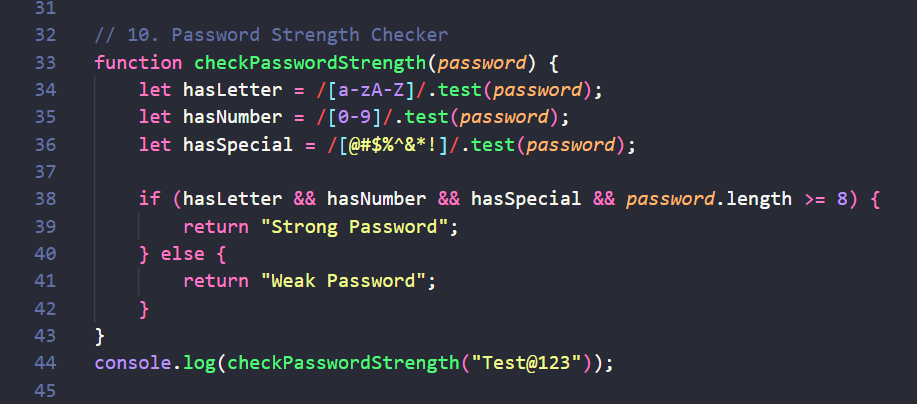 31
32 // 10. Password Strength Checker
33 function checkPasswordStrength(password) {
34     let hasLetter = /[a-zA-Z]/.test(password);
35     let hasNumber = /[0-9]/.test(password);
36     let hasSpecial = /[@#$%^&*!]/.test(password);
37
38     if (hasLetter && hasNumber && hasSpecial && password.length >= 8) {
39         return "Strong Password";
40     } else {
41         return "Weak Password";
42     }
43 }
44 console.log(checkPasswordStrength("Test@123"));
45